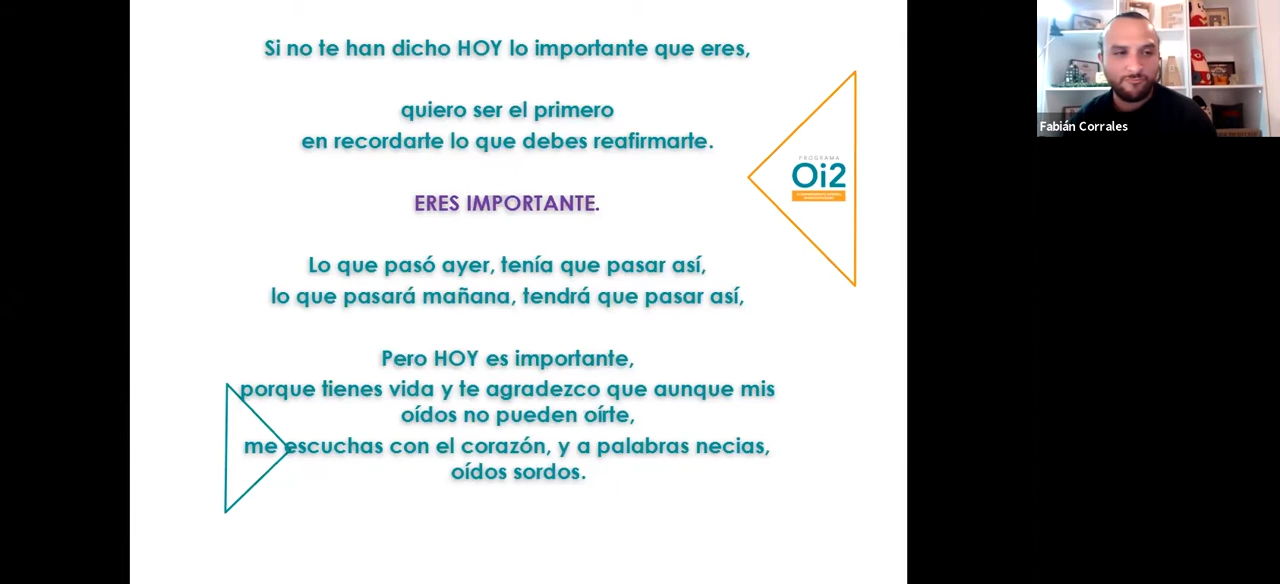 Si no te han dicho HOY lo importante que eres,
quiero ser el primero
en recordarte lo que debes reafirmarte.
ERES IMPORTANTE.
Lo que pasó ayer, tenía que pasar así,
lo que pasará mañana, tendrá que pasar así,
Pero HOY es importante,
porque tienes vida y te agradezco que aunque mis
oídos no pueden oírte,
me escuchas con el corazón, y a palabras necias,
oídos sordos.
PROGRAMA
Oi2
Fabián Corrales